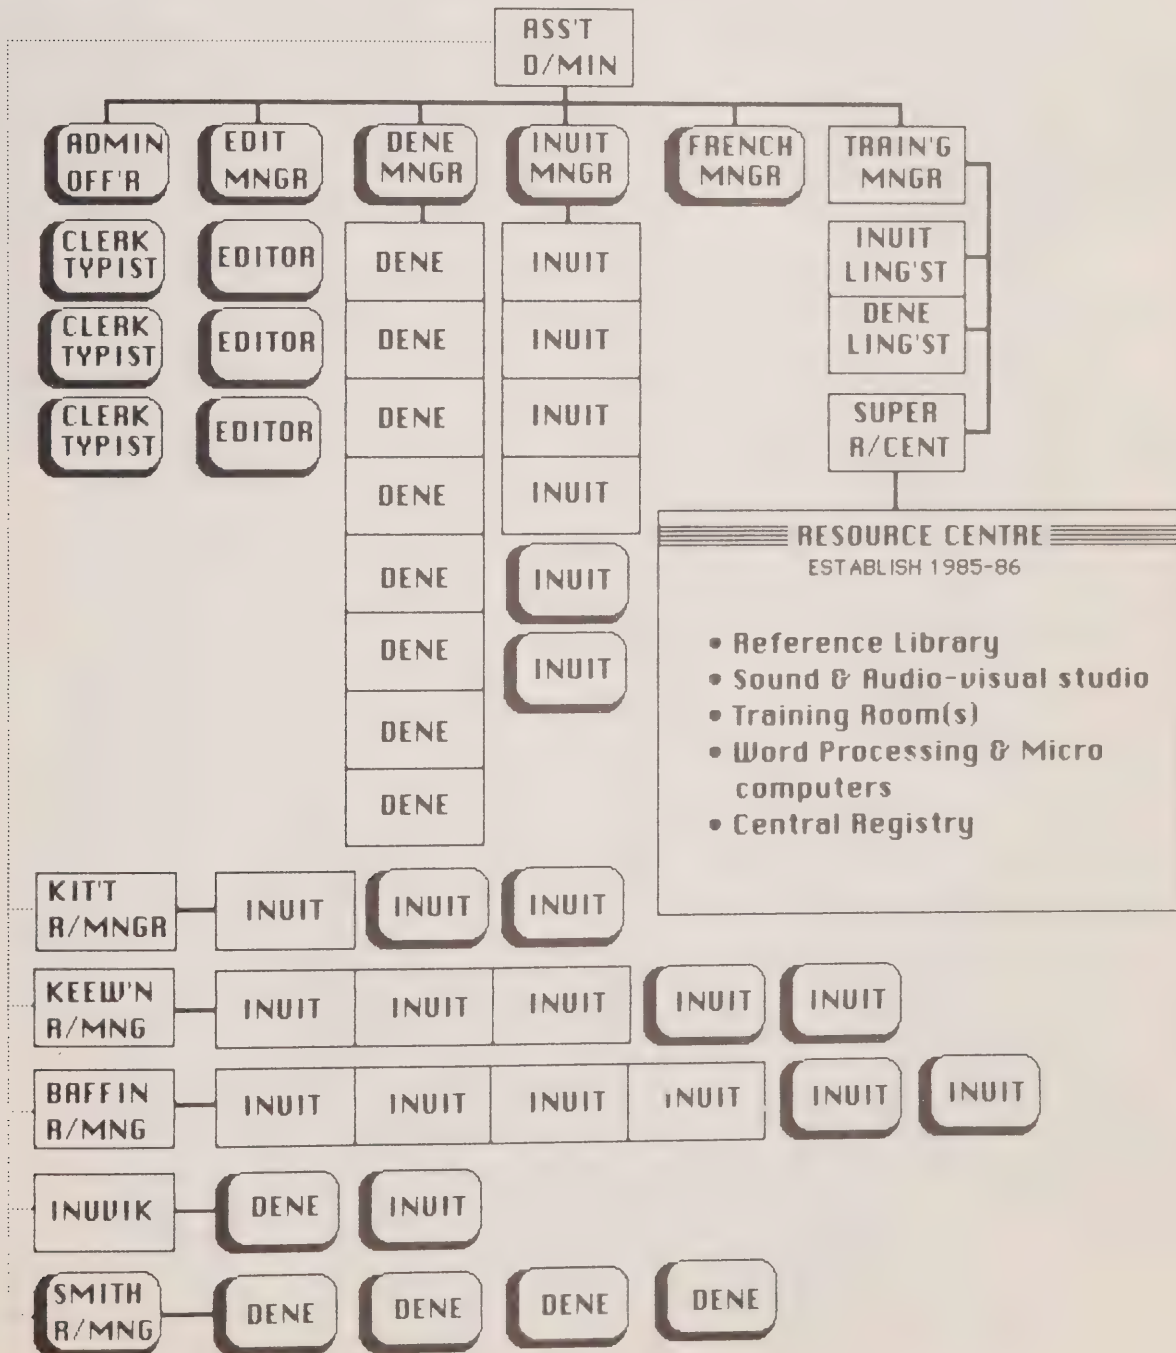 ASS'T
D/MIN
ADMIN
OFF'R
EDIT
MNGR
DENE
MNGR
INUIT
MNGR
FRENCH
MNGR
TRAIN'G
MNGR
CLERK
TYPIST
EDITOR
DENE
INUIT
INUIT
LING'ST
CLERK
TYPIST
EDITOR
DENE
INUIT
DENE
LING'ST
CLERK
TYPIST
EDITOR
DENE
INUIT
SUPER
R/CENT
DENE
INUIT
DENE
INUIT
DENE
INUIT
DENE
DENE
RESOURCE CENTRE
ESTABLISH 1985-86
• Reference Library
• Sound & Audio-visual studio
• Training Room(s)
• Word Processing & Micro
computers
• Central Registry
KIT'T
R/MNGR
INUIT
INUIT
INUIT
KEEW'N
R/MNG
INUIT
INUIT
INUIT
INUIT
INUIT
BAFFIN
R/MNG
INUIT
INUIT
INUIT
INUIT
INUIT
INUIT
INUVIK
DENE
INUIT
SMITH
R/MNG
DENE
DENE
DENE
DENE